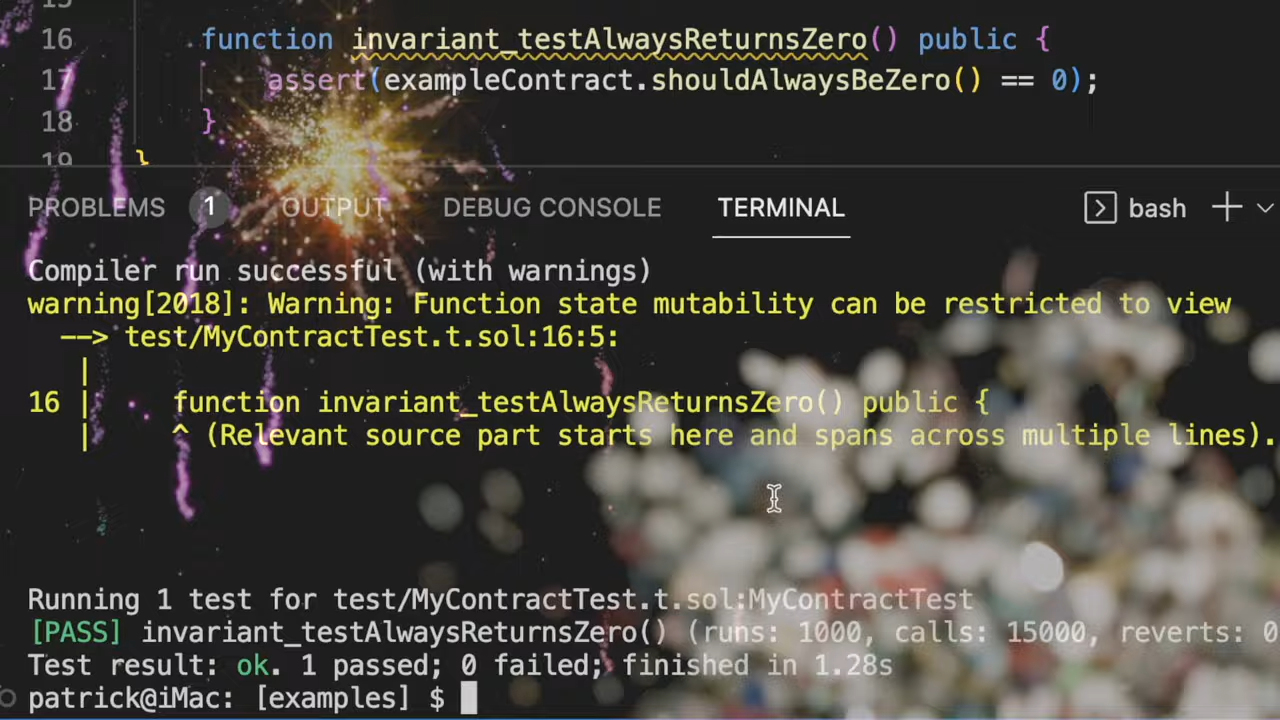 15
16 function invariant_testAlwaysReturnsZero() public {
17 assert(exampleContract.shouldAlwaysBeZero() == 0);
18 }
19 }
PROBLEMS 1 OUTPUT DEBUG CONSOLE TERMINAL bash
Compiler run successful (with warnings)
warning[2018]: Warning: Function state mutability can be restricted to view
--> test/MyContractTest.t.sol:16:5:
|
16 | function invariant_testAlwaysReturnsZero() public {
| ^ (Relevant source part starts here and spans across multiple lines).
Running 1 test for test/MyContractTest.t.sol:MyContractTest
[PASS] invariant_testAlwaysReturnsZero() (runs: 1000, calls: 15000, reverts: 0
Test result: ok. 1 passed; 0 failed; finished in 1.28s
patrick@iMac: [examples] $